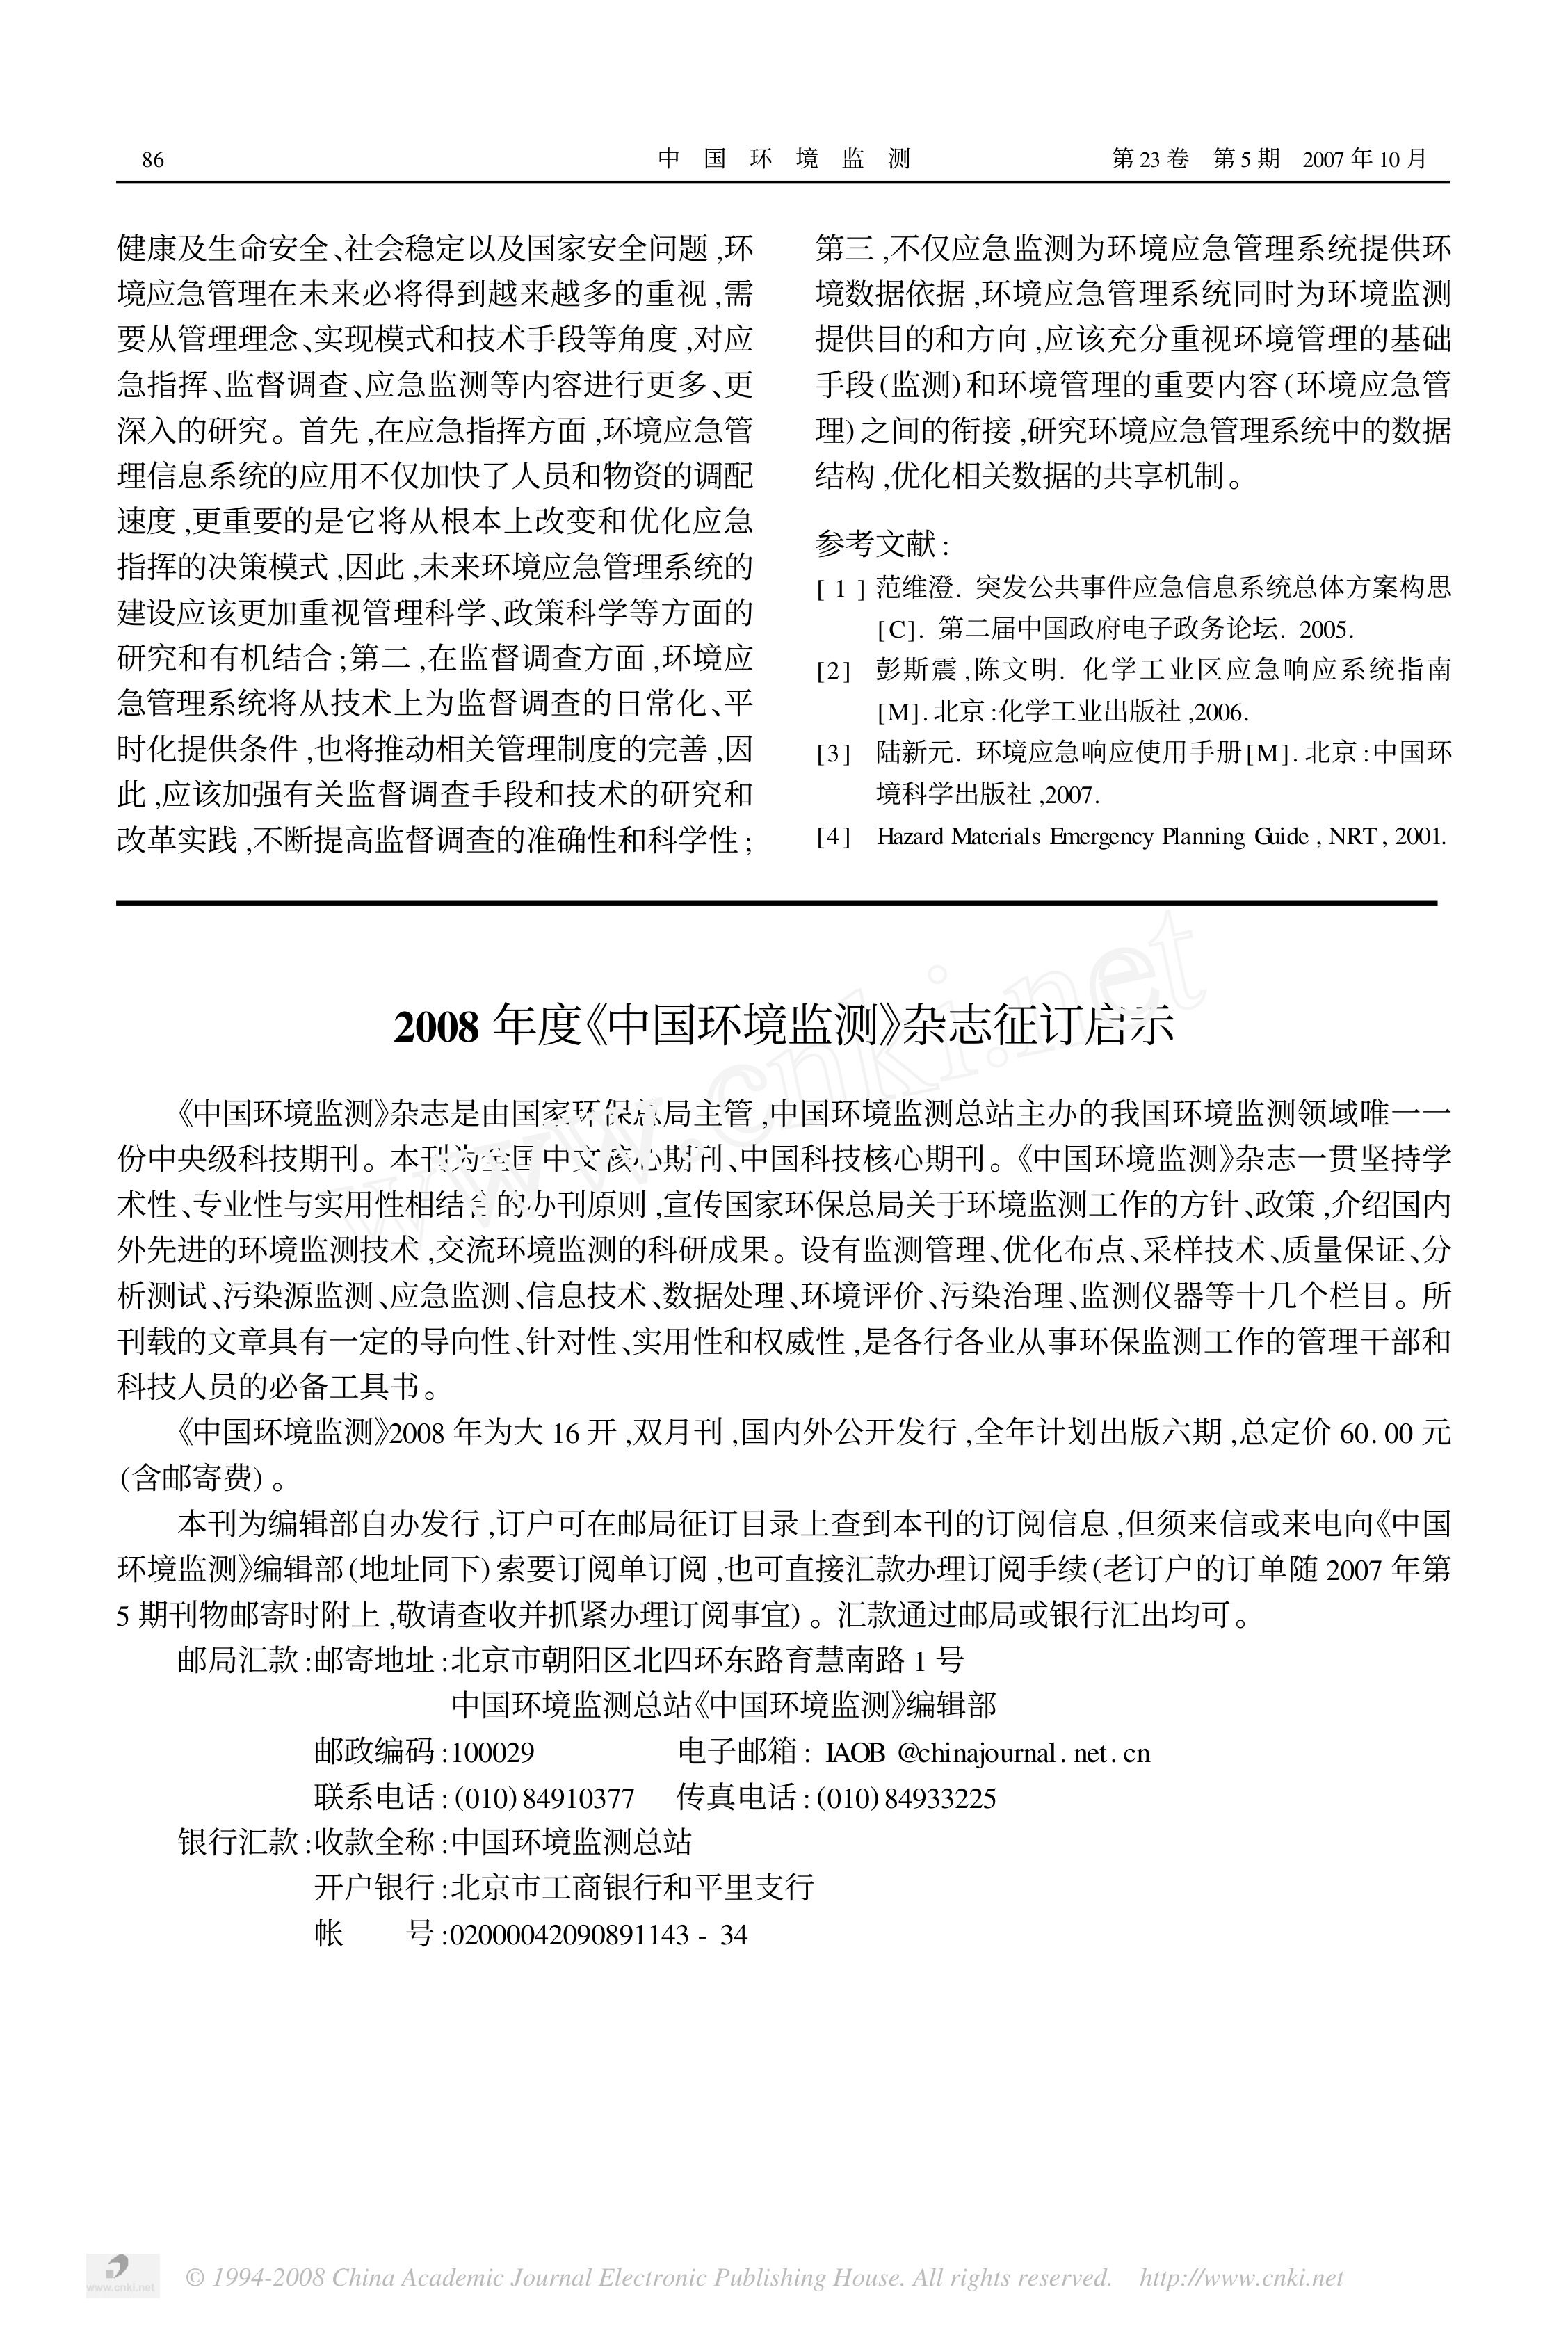 86
中国环境监测
第23卷 第5期 2007年10月
健康及生命安全、社会稳定以及国家安全问题,环
境应急管理在未来必将得到越来越多的重视,需
要从管理理念、实现模式和技术手段等角度,对应
急指挥、监督调查、应急监测等内容进行更多、更
深入的研究。首先,在应急指挥方面,环境应急管
理信息系统的应用不仅加快了人员和物资的调配
速度,更重要的是它将从根本上改变和优化应急
指挥的决策模式,因此,未来环境应急管理系统的
建设应该更加重视管理科学、政策科学等方面的
研究和有机结合;第二,在监督调查方面,环境应
急管理系统将从技术上为监督调查的日常化、平
时化提供条件,也将推动相关管理制度的完善,因
此,应该加强有关监督调查手段和技术的研究和
改革实践,不断提高监督调查的准确性和科学性;
第三,不仅应急监测为环境应急管理系统提供环
境数据依据,环境应急管理系统同时为环境监测
提供目的和方向,应该充分重视环境管理的基础
手段(监测)和环境管理的重要内容(环境应急管
理)之间的衔接,研究环境应急管理系统中的数据
结构,优化相关数据的共享机制。
参考文献:
[1] 范维澄. 突发公共事件应急信息系统总体方案构思
[C]. 第二届中国政府电子政务论坛. 2005.
[2] 彭斯震,陈文明. 化学工业区应急响应系统指南
[M]. 北京:化学工业出版社,2006.
[3] 陆新元. 环境应急响应使用手册[M]. 北京:中国环
境科学出版社,2007.
[4] Hazard Materials Emergency Planning Guide, NRT, 2001.
2008 年度《中国环境监测》杂志征订启示
《中国环境监测》杂志是由国家环保总局主管,中国环境监测总站主办的我国环境监测领域唯一一
份中央级科技期刊。本刊为全国中文核心期刊、中国科技核心期刊。《中国环境监测》杂志一贯坚持学
术性、专业性与实用性相结合的办刊原则,宣传国家环保总局关于环境监测工作的方针、政策,介绍国内
外先进的环境监测技术,交流环境监测的科研成果。设有监测管理、优化布点、采样技术、质量保证、分
析测试、污染源监测、应急监测、信息技术、数据处理、环境评价、污染治理、监测仪器等十几个栏目。所
刊载的文章具有一定的导向性、针对性、实用性和权威性,是各行各业从事环保监测工作的管理干部和
科技人员的必备工具书。
《中国环境监测》2008 年为大 16 开,双月刊,国内外公开发行,全年计划出版六期,总定价 60.00 元
(含邮寄费)。
本刊为编辑部自办发行,订户可在邮局征订目录上查到本刊的订阅信息,但须来信或来电向《中国
环境监测》编辑部(地址同下)索要订阅单订阅,也可直接汇款办理订阅手续(老订户的订单随 2007 年第
5 期刊物邮寄时附上,敬请查收并抓紧办理订阅事宜)。汇款通过邮局或银行汇出均可。
邮局汇款:邮寄地址:北京市朝阳区北四环东路育慧南路 1 号
中国环境监测总站《中国环境监测》编辑部
邮政编码:100029 电子邮箱: IAOB @chinajournal.net.cn
联系电话:(010)84910377 传真电话:(010)84933225
银行汇款:收款全称:中国环境监测总站
开户银行:北京市工商银行和平里支行
帐 号:02000042090891143 - 34
www.cnki.net
www.cnki.net
© 1994-2008 China Academic Journal Electronic Publishing House. All rights reserved. http://www.cnki.net